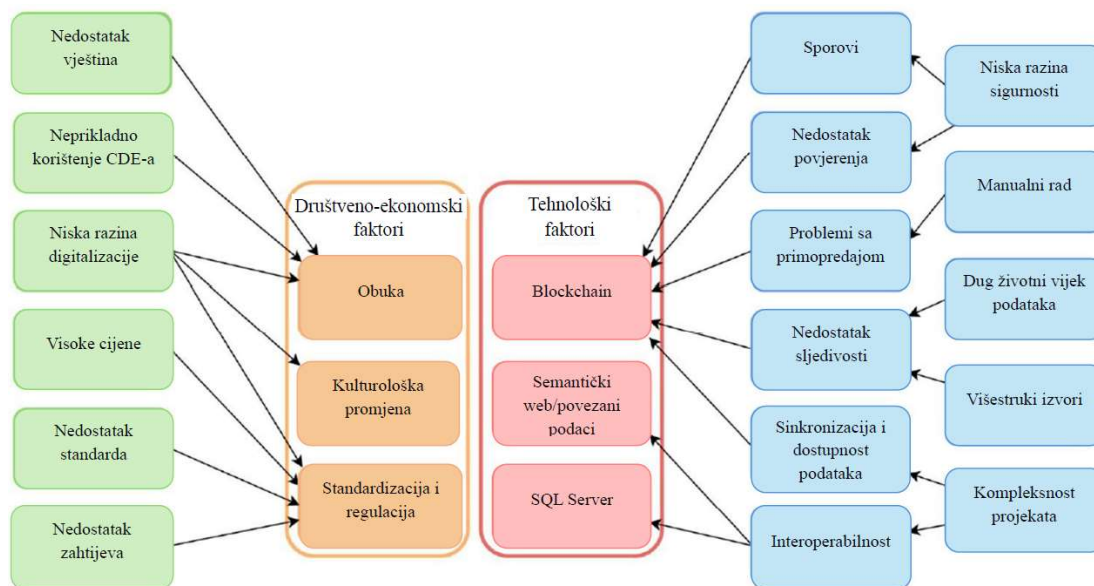 Nedostatak
vještina
Neprikladno
korištenje CDE-a
Niska razina
digitalizacije
Visoke cijene
Nedostatak
standarda
Nedostatak
zahtijeva
Društveno-ekonomski
faktori
Obuka
Kulturološka
promjena
Standardizacija i
regulacija
Tehnološki
faktori
Blockchain
Semantički
web/povezani
podaci
SQL Server
Sporovi
Nedostatak
povjerenja
Problemi sa
primopredajom
Nedostatak
sljedivosti
Sinkronizacija i
dostupnost
podataka
Interoperabilnost
Niska razina
sigurnosti
Manualni rad
Dug životni vijek
podataka
Višestruki izvori
Kompleksnost
projekata